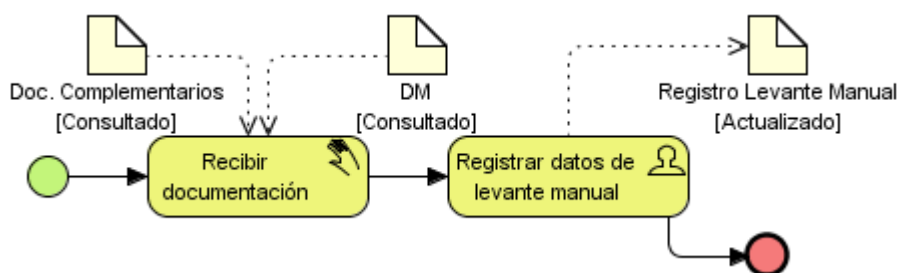 Doc. Complementarios
[Consultado]
DM
[Consultado]
Registro Levante Manual
[Actualizado]
Recibir
documentación
Registrar datos de
levante manual